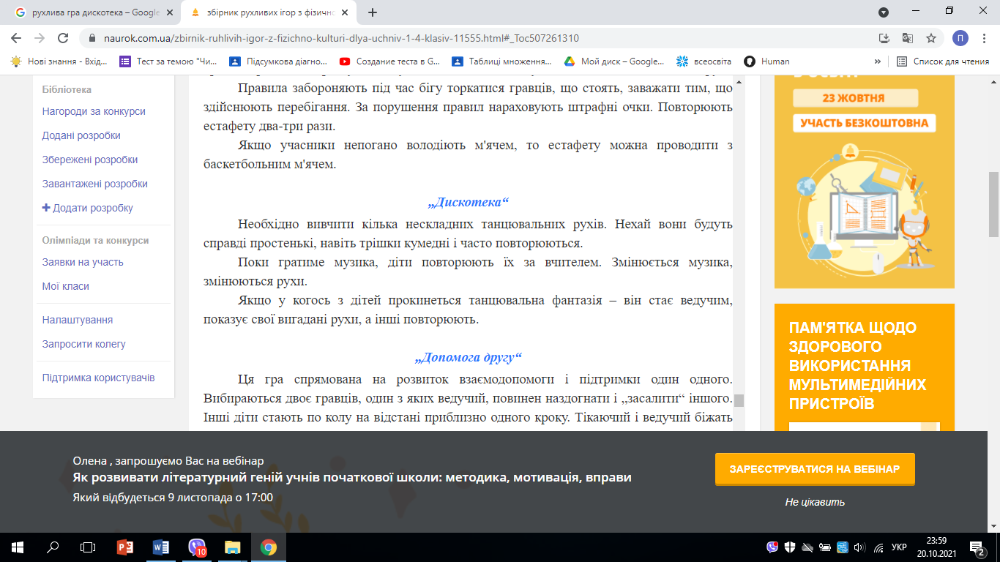 рухлива гра дискотека – Google
збірник рухливих ігор з фізично
naurok.com.ua/zbirnik-ruhlivih-igor-z-fizichno-kulturi-dlya-uchniv-1-4-klasiv-11555.html#_Toc507261310
П
Нові знання - Вхід...
Тест за темою "Чи...
Підсумкова діагно...
Создание теста в G...
Таблиці множення...
Мой диск – Google...
всеосвіта
Human
»
Список для чтения
Бібліотека
Нагороди за конкурси
Додані розробки
Збережені розробки
Завантажені розробки
+ Додати розробку
Олімпіади та конкурси
Заявки на участь
Мої класи
Налаштування
Запросити колегу
Підтримка користувачів
Правила забороняють під час бігу торкатися гравців, що стоять, заважати тим, що
здійснюють перебігання. За порушення правил нараховують штрафні очки. Повторюють
естафету два-три рази.
Якщо учасники непогано володіють м'ячем, то естафету можна проводити з
баскетбольним м'ячем.
„Дискотека“
Необхідно вивчити кілька нескладних танцювальних рухів. Нехай вони будуть
справді простенькі, навіть трішки кумедні і часто повторюються.
Поки гратиме музика, діти повторюють їх за вчителем. Змінюється музика,
змінюються рухи.
Якщо у когось з дітей прокинеться танцювальна фантазія – він стає ведучим,
показує свої вигадані рухи, а інші повторюють.
„Допомога другу“
Ця гра спрямована на розвиток взаємодопомоги і підтримки один одного.
Вибираються двоє гравців, один з яких ведучий, повинен наздогнати і „засалити“ іншого.
Інші діти стають по колу на відстані приблизно одного кроку. Тікаючий і ведучий біжать
23 ЖОВТНЯ
УЧАСТЬ БЕЗКОШТОВНА
ПАМ'ЯТКА ЩОДО
ЗДОРОВОГО
ВИКОРИСТАННЯ
МУЛЬТИМЕДІЙНИХ
ПРИСТРОЇВ
Олена , запрошуємо Вас на вебінар
Як розвивати літературний геній учнів початкової школи: методика, мотивація, вправи
Який відбудеться 9 листопада о 17:00
ЗАРЕЄСТРУВАТИСЯ НА ВЕБІНАР
Не цікавить
10
УКР
23:59
20.10.2021
2